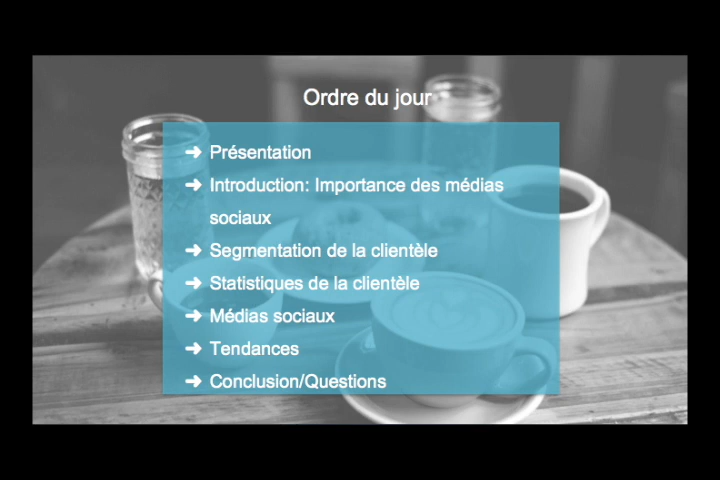 Ordre du jour
➜ Présentation
➜ Introduction: Importance des médias
sociaux
➜ Segmentation de la clientèle
➜ Statistiques de la clientèle
➜ Médias sociaux
➜ Tendances
➜ Conclusion/Questions